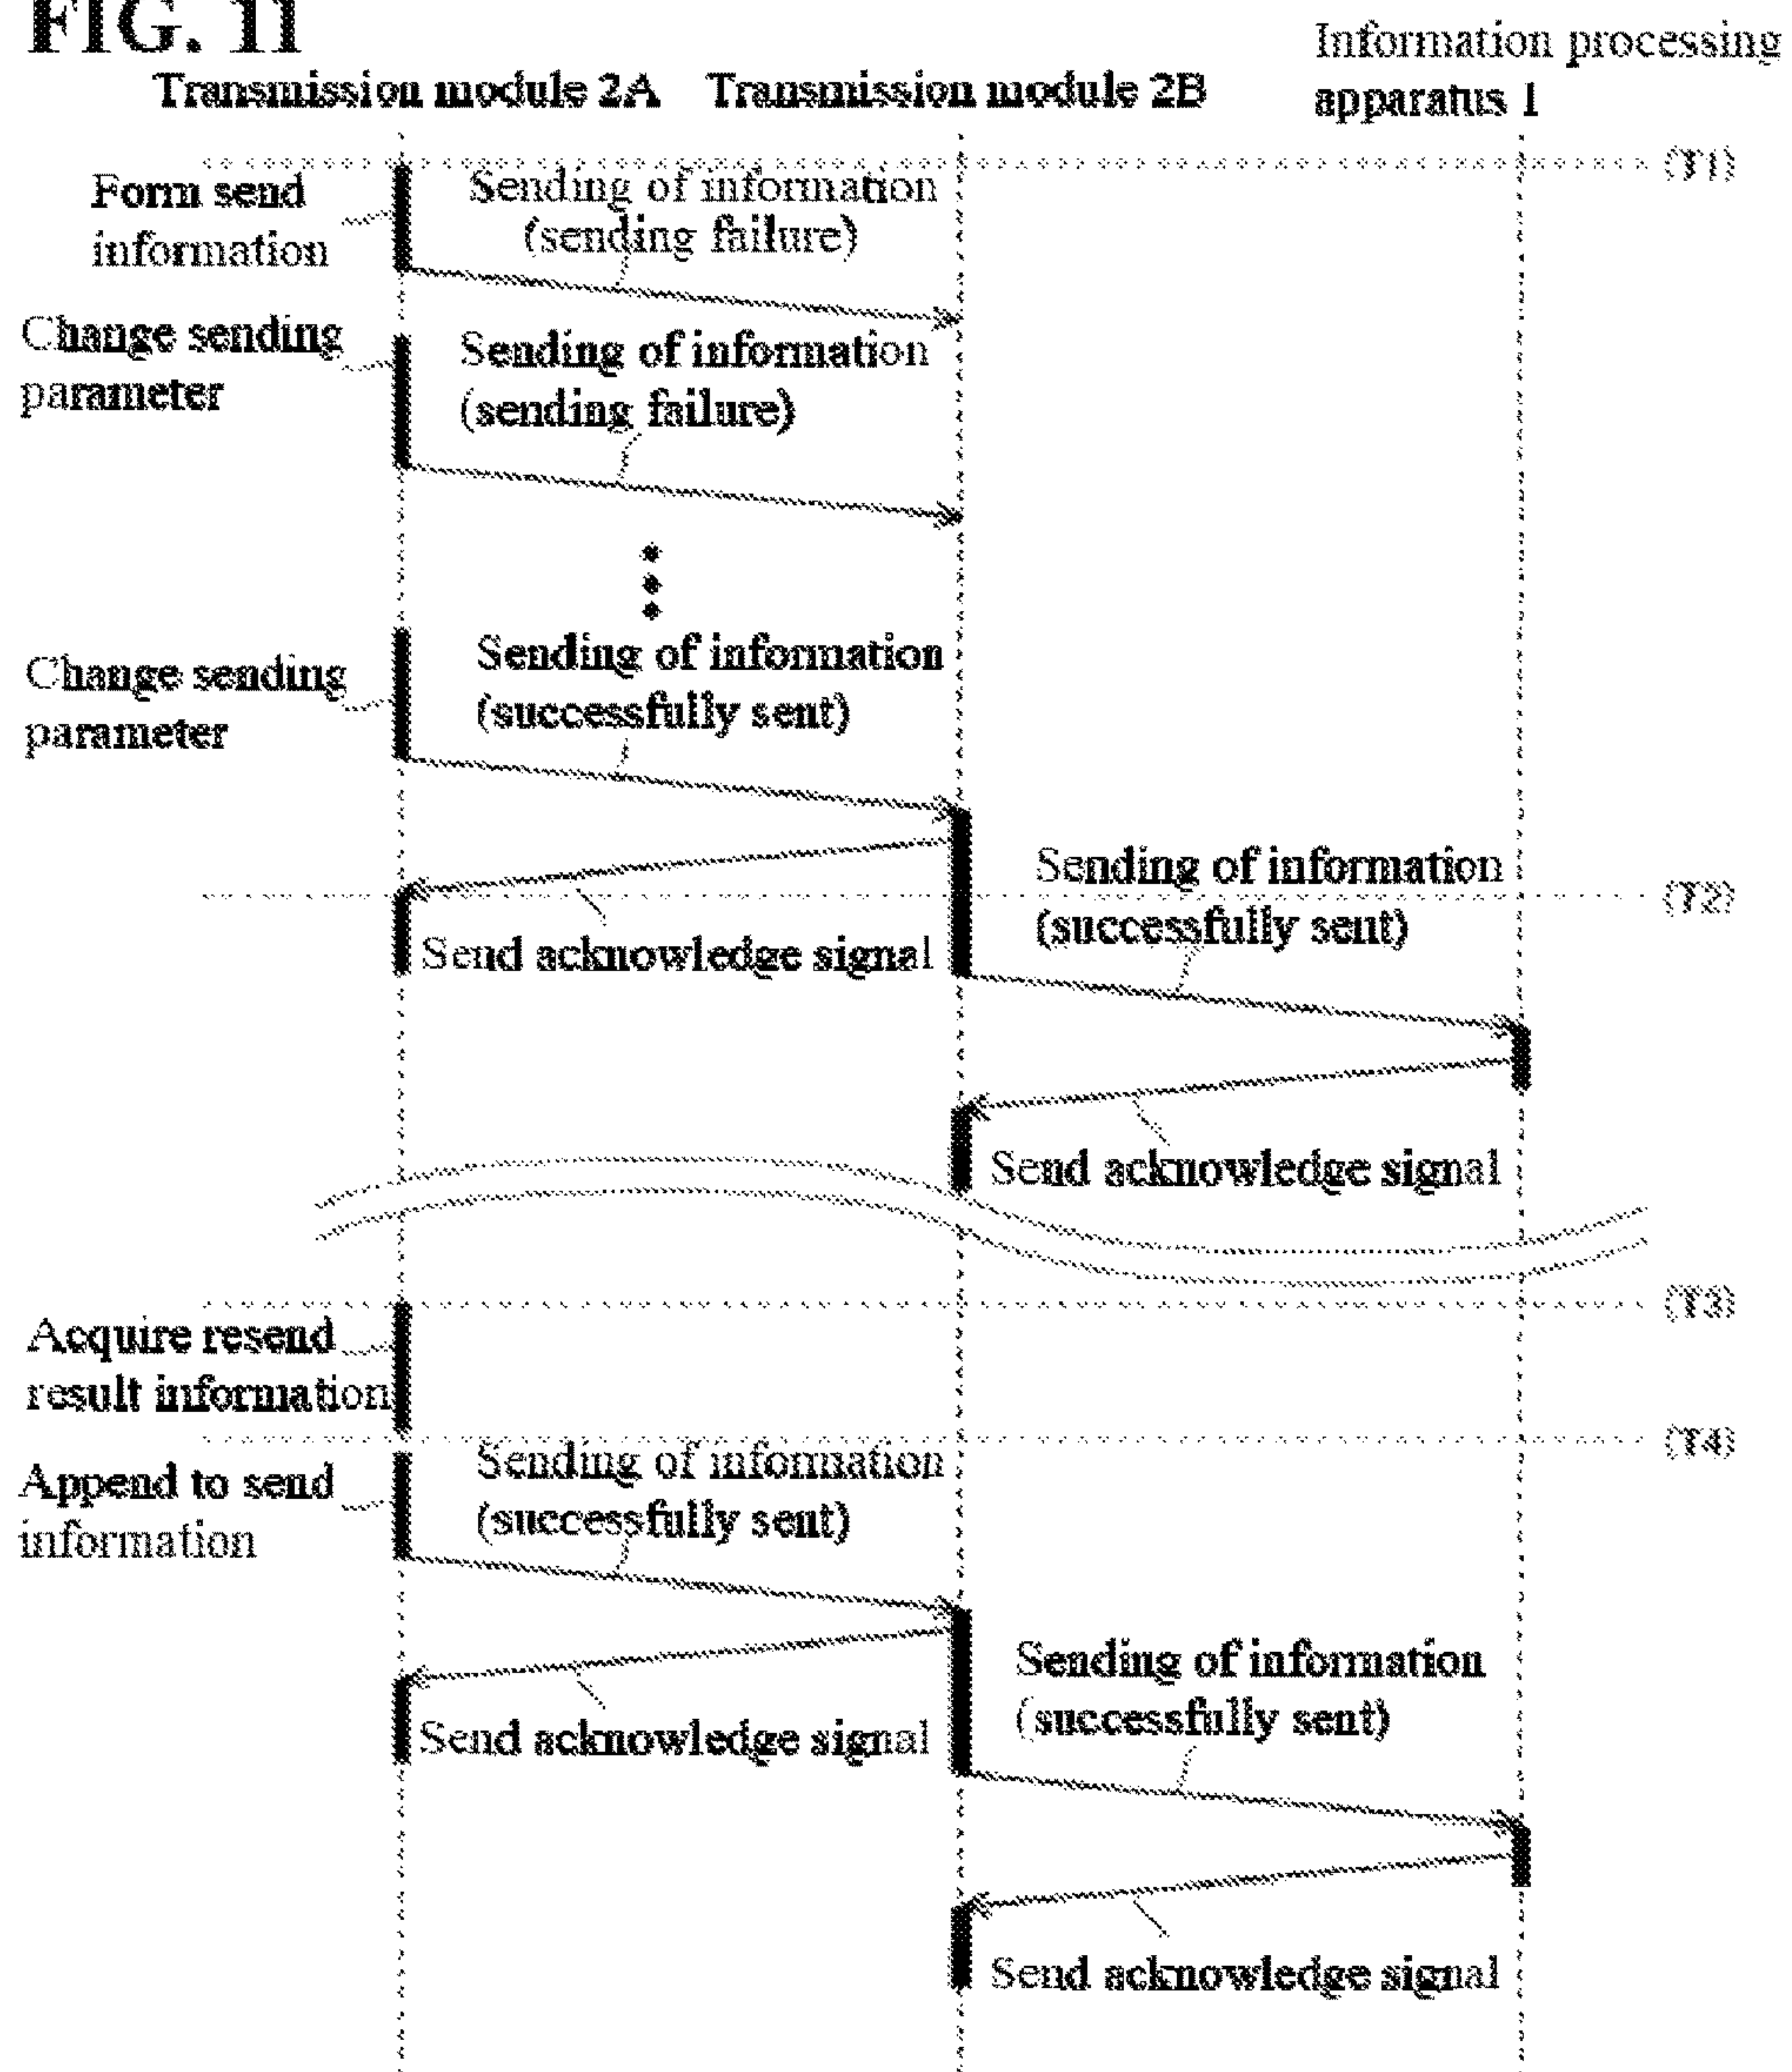 FIG. 11
Information processing
apparatus 1
Transmission module 2A
Transmission module 2B
(T1)
Form send
information
Sending of information
(sending failure)
Change sending
parameter
Sending of information
(sending failure)
Change sending
parameter
Sending of information
(successfully sent)
Sending of information
(successfully sent)
(T2)
Send acknowledge signal
Send acknowledge signal
(T3)
Acquire resend
result information
(T4)
Append to send
information
Sending of information
(successfully sent)
Sending of information
(successfully sent)
Send acknowledge signal
Send acknowledge signal